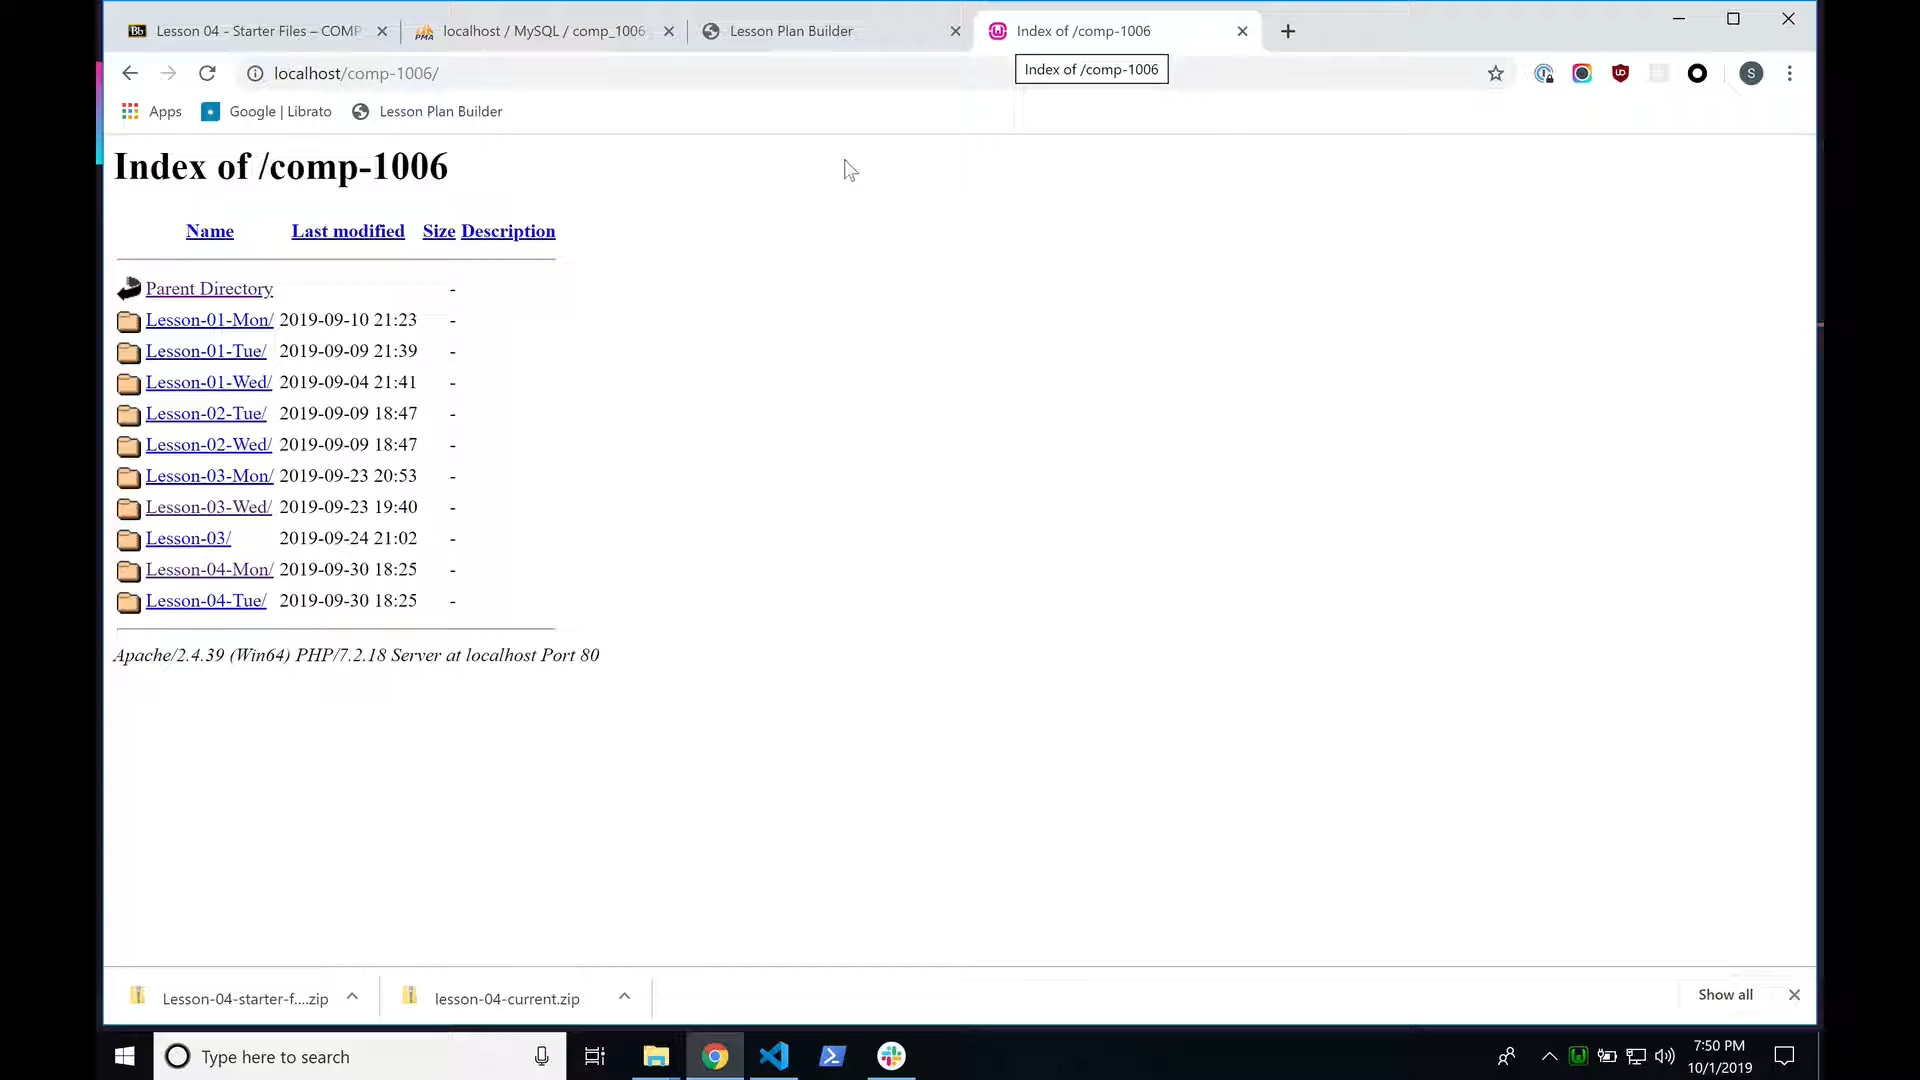 Lesson 04 - Starter Files – COMP
localhost / MySQL / comp_1006
Lesson Plan Builder
Index of /comp-1006
localhost/comp-1006/
Index of /comp-1006
S
Apps
Google | Librato
Lesson Plan Builder
Index of /comp-1006
Name Last modified Size Description
Parent Directory -
Lesson-01-Mon/ 2019-09-10 21:23 -
Lesson-01-Tue/ 2019-09-09 21:39 -
Lesson-01-Wed/ 2019-09-04 21:41 -
Lesson-02-Tue/ 2019-09-09 18:47 -
Lesson-02-Wed/ 2019-09-09 18:47 -
Lesson-03-Mon/ 2019-09-23 20:53 -
Lesson-03-Wed/ 2019-09-23 19:40 -
Lesson-03/ 2019-09-24 21:02 -
Lesson-04-Mon/ 2019-09-30 18:25 -
Lesson-04-Tue/ 2019-09-30 18:25 -
Apache/2.4.39 (Win64) PHP/7.2.18 Server at localhost Port 80
Lesson-04-starter-f....zip
lesson-04-current.zip
Show all
Type here to search
7:50 PM
10/1/2019